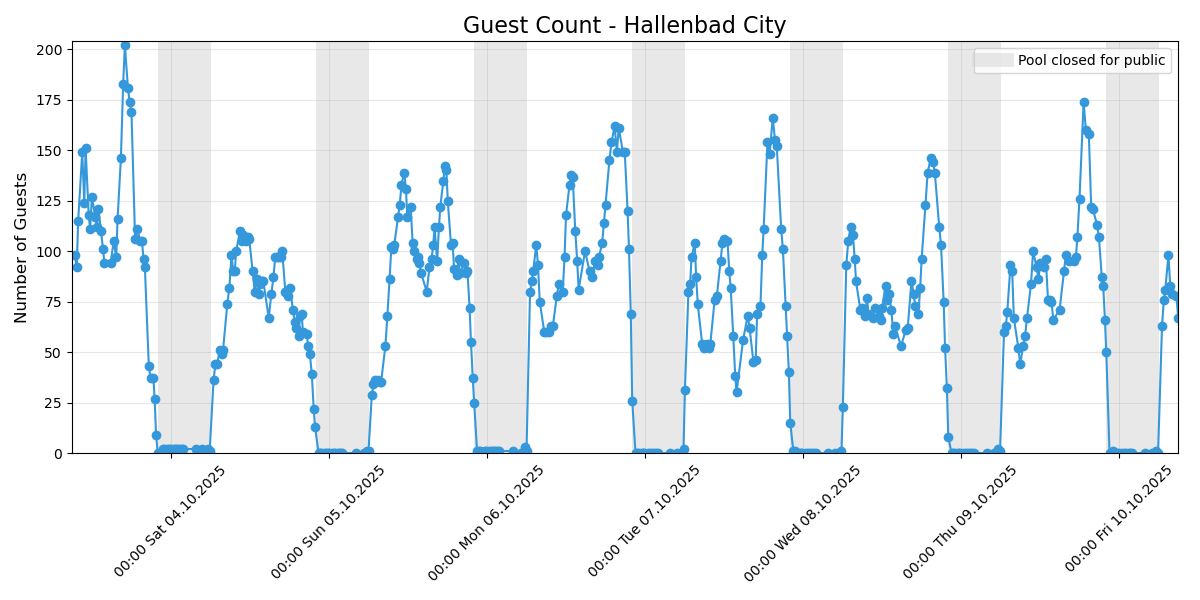 Guest Count - Hallenbad City
Number of Guests
200
175
150
125
100
75
50
25
0
Pool closed for public
00:00 Sat 04.10.2025
00:00 Sun 05.10.2025
00:00 Mon 06.10.2025
00:00 Tue 07.10.2025
00:00 Wed 08.10.2025
00:00 Thu 09.10.2025
00:00 Fri 10.10.2025